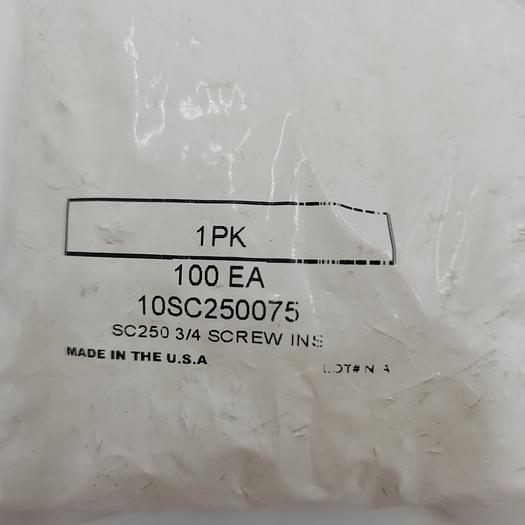 1PK
100 EA
10SC250075
SC250 3/4 SCREW INS
MADE IN THE U.S.A
LOT# N A